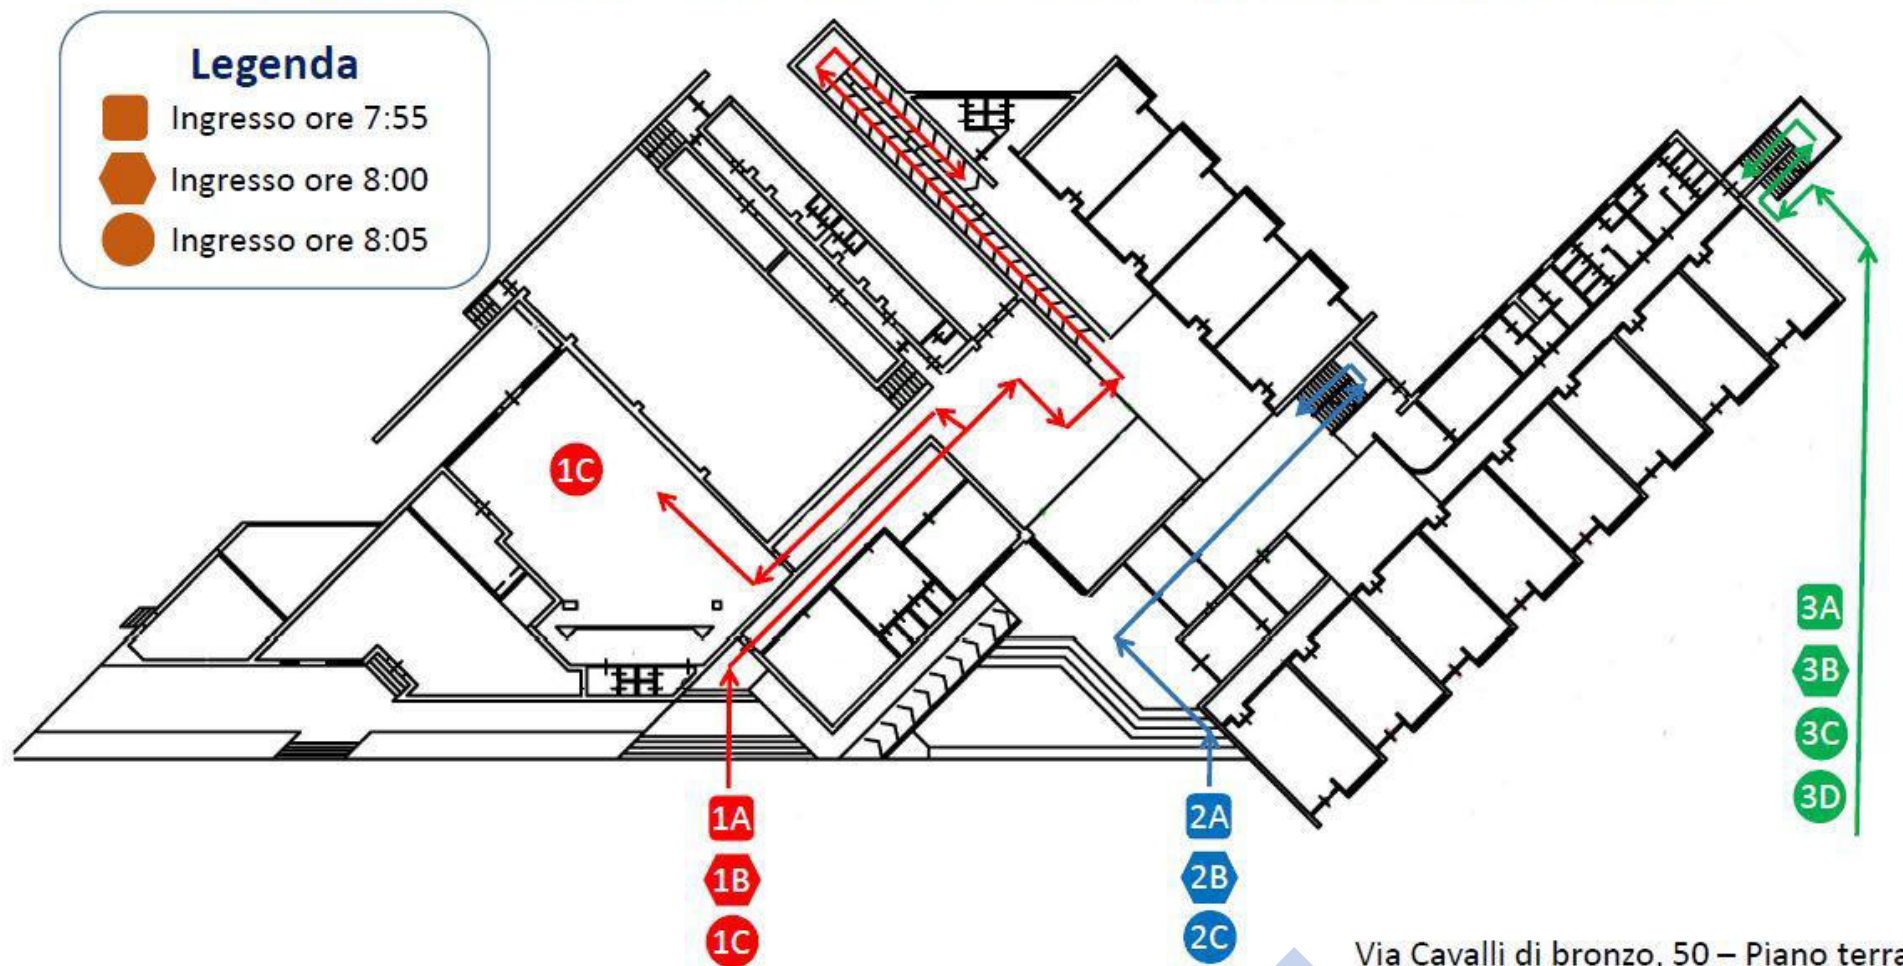 Legenda
Ingresso ore 7:55
Ingresso ore 8:00
Ingresso ore 8:05
1C
3A
3B
3C
3D
1A
1B
1C
2A
2B
2C
Via Cavalli di bronzo, 50 – Piano terra